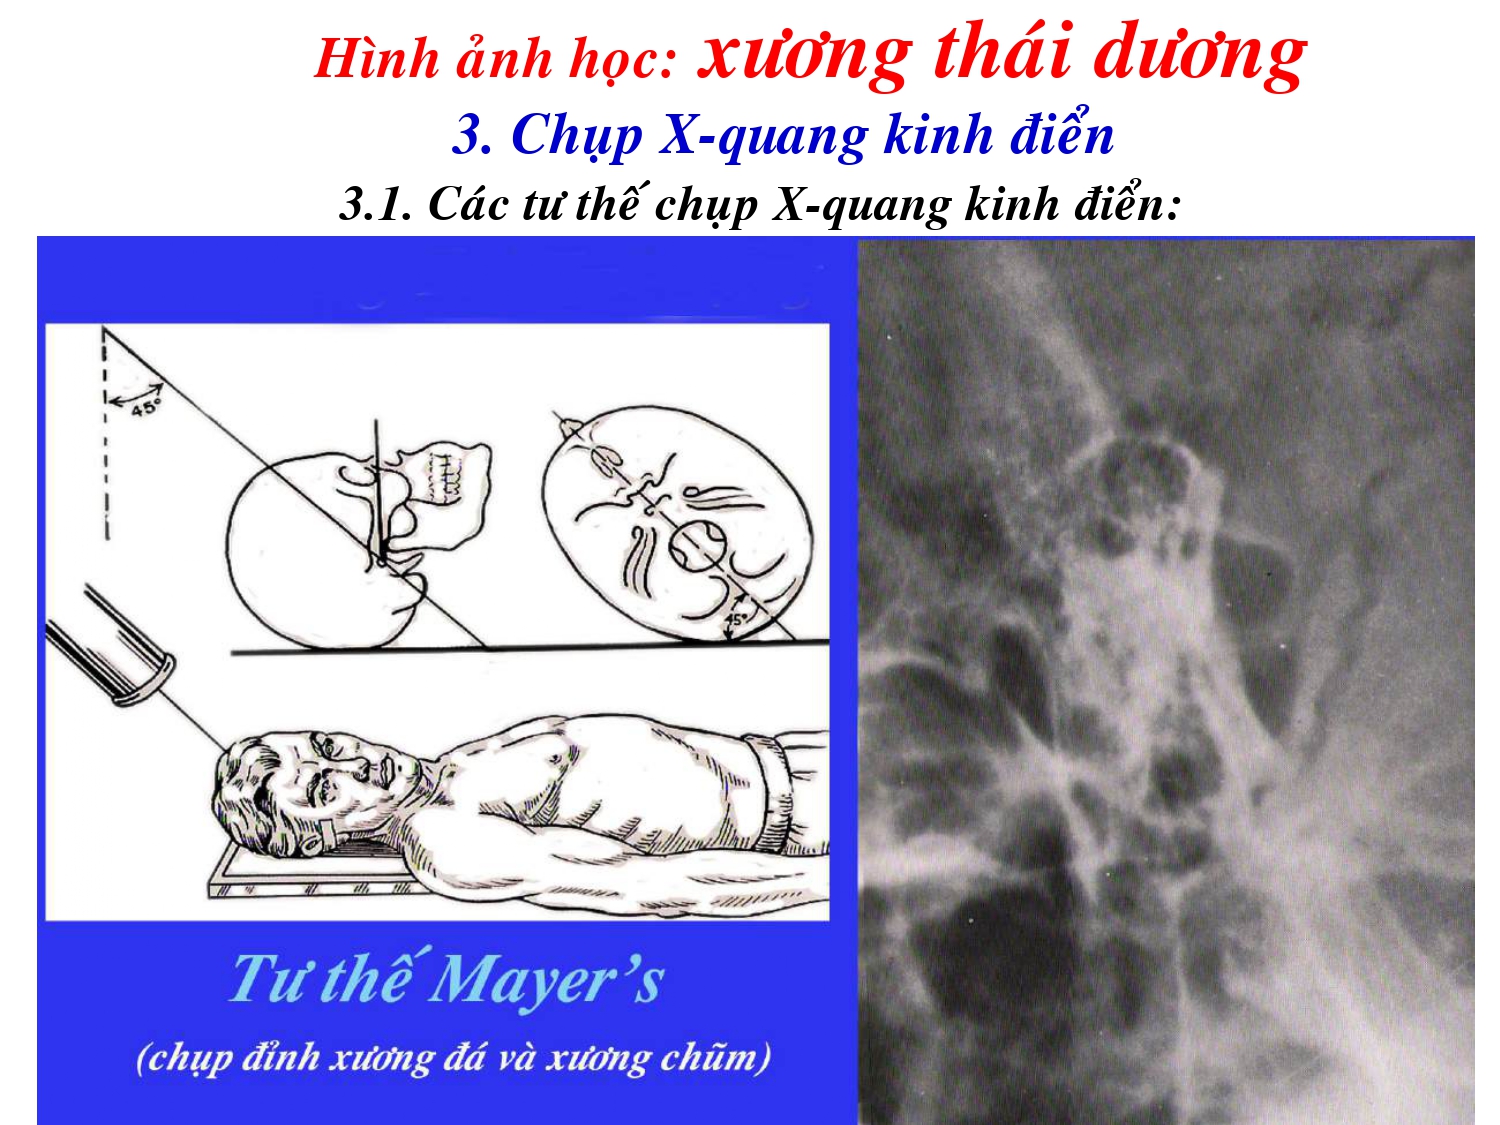 Hình ảnh học: xương thái dương
3. Chụp X-quang kinh điển
3.1. Các tư thế chụp X-quang kinh điển:
45°
45°
Tư thế Mayer’s
(chụp đỉnh xương đá và xương chũm)